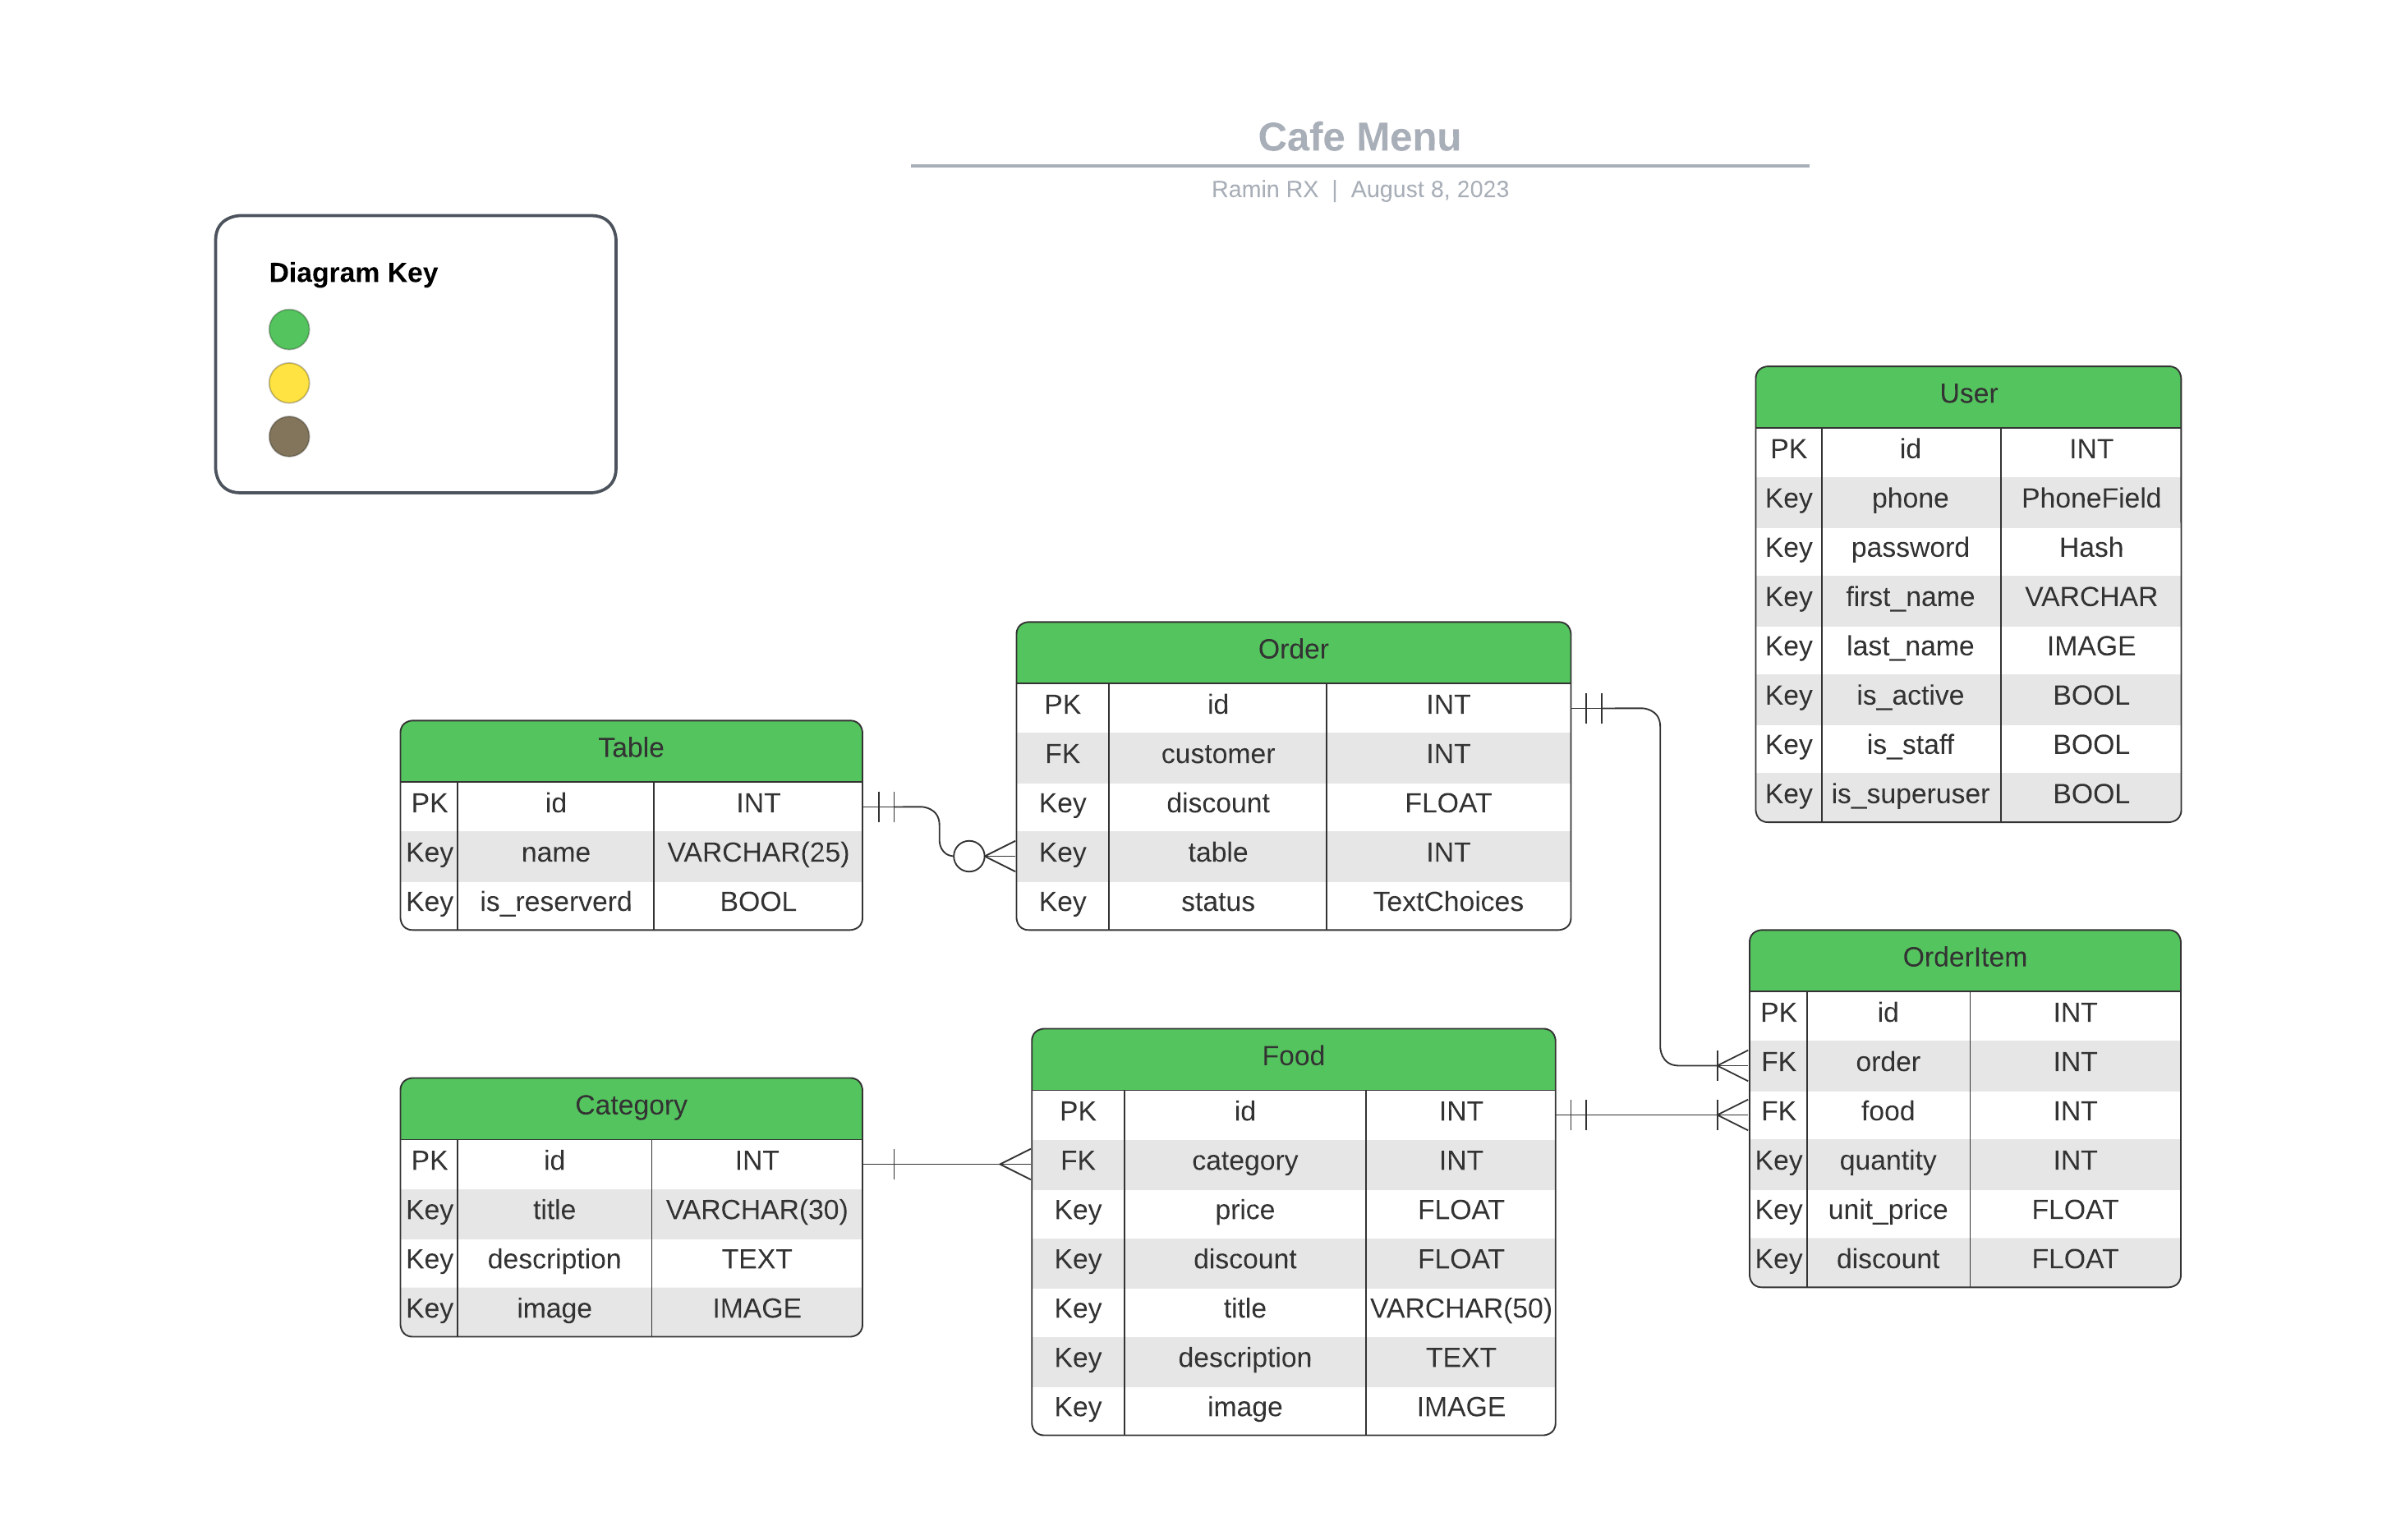 Cafe Menu
Ramin RX | August 8, 2023
Diagram Key
User
PK id INT
Key phone PhoneField
Key password Hash
Key first_name VARCHAR
Key last_name IMAGE
Key is_active BOOL
Key is_staff BOOL
Key is_superuser BOOL
Order
PK id INT
FK customer INT
Key discount FLOAT
Key table INT
Key status TextChoices
Table
PK id INT
Key name VARCHAR(25)
Key is_reserverd BOOL
OrderItem
PK id INT
FK order INT
FK food INT
Key quantity INT
Key unit_price FLOAT
Key discount FLOAT
Food
PK id INT
FK category INT
Key price FLOAT
Key discount FLOAT
Key title VARCHAR(50)
Key description TEXT
Key image IMAGE
Category
PK id INT
Key title VARCHAR(30)
Key description TEXT
Key image IMAGE